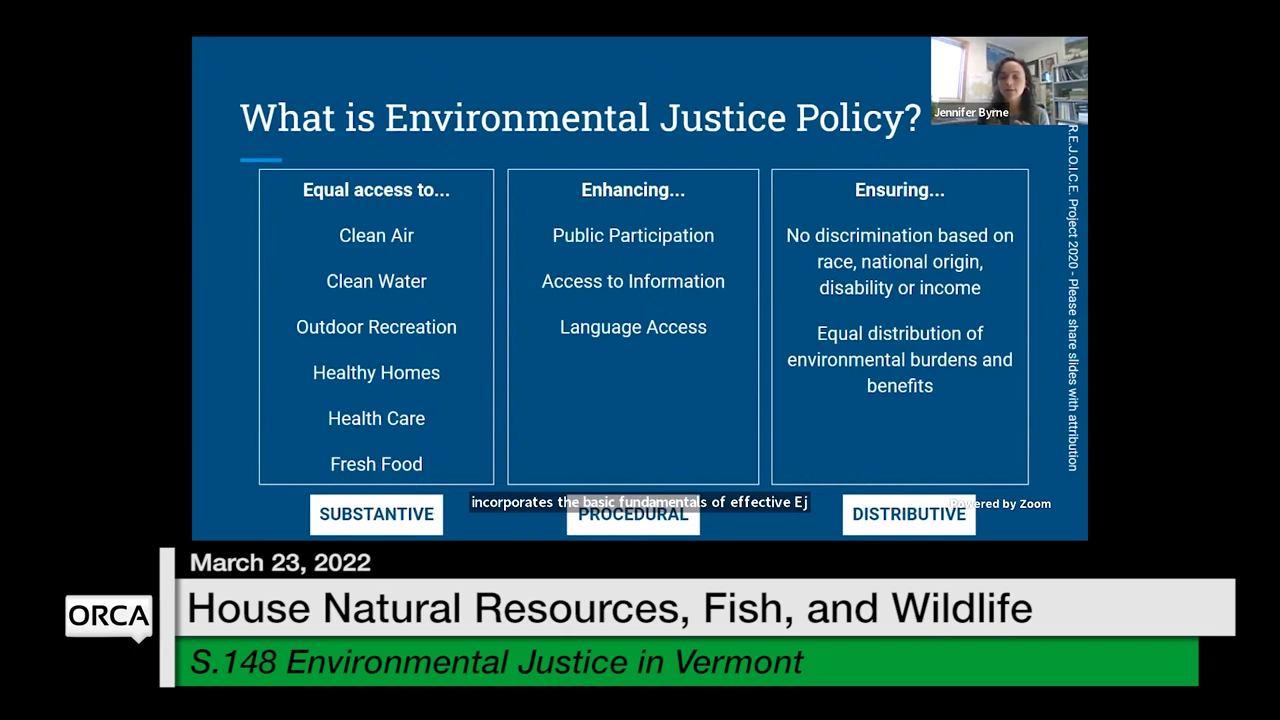 What is Environmental Justice Policy?
Jennifer Byrne
R.E.J.O.I.C.E. Project 2020 - Please share slides with attribution
Equal access to...
Clean Air
Clean Water
Outdoor Recreation
Healthy Homes
Health Care
Fresh Food
SUBSTANTIVE
Enhancing...
Public Participation
Access to Information
Language Access
PROCEDURAL
Ensuring...
No discrimination based on
race, national origin,
disability or income
Equal distribution of
environmental burdens and
benefits
DISTRIBUTIVE
incorporates the basic fundamentals of effective Ej
Powered by Zoom
March 23, 2022
ORCA
House Natural Resources, Fish, and Wildlife
S.148 Environmental Justice in Vermont